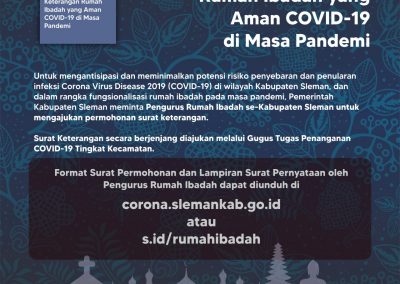 Keterangan Rumah
Ibadah yang Aman
COVID-19 di Masa
Pandemi
Rumah Ibadah yang
Aman COVID-19
di Masa Pandemi
Untuk mengantisipasi dan meminimalkan potensi risiko penyebaran dan penularan
infeksi Corona Virus Disease 2019 (COVID-19) di wilayah Kabupaten Sleman, dan
dalam rangka fungsionalisasi rumah ibadah pada masa pandemi, Pemerintah
Kabupaten Sleman meminta Pengurus Rumah Ibadah se-Kabupaten Sleman untuk
mengajukan permohonan surat keterangan.
Surat Keterangan secara berjenjang diajukan melalui Gugus Tugas Penanganan
COVID-19 Tingkat Kecamatan.
Format Surat Permohonan dan Lampiran Surat Pernyataan oleh
Pengurus Rumah Ibadah dapat diunduh di
corona.slemankab.go.id
atau
s.id/rumahibadah